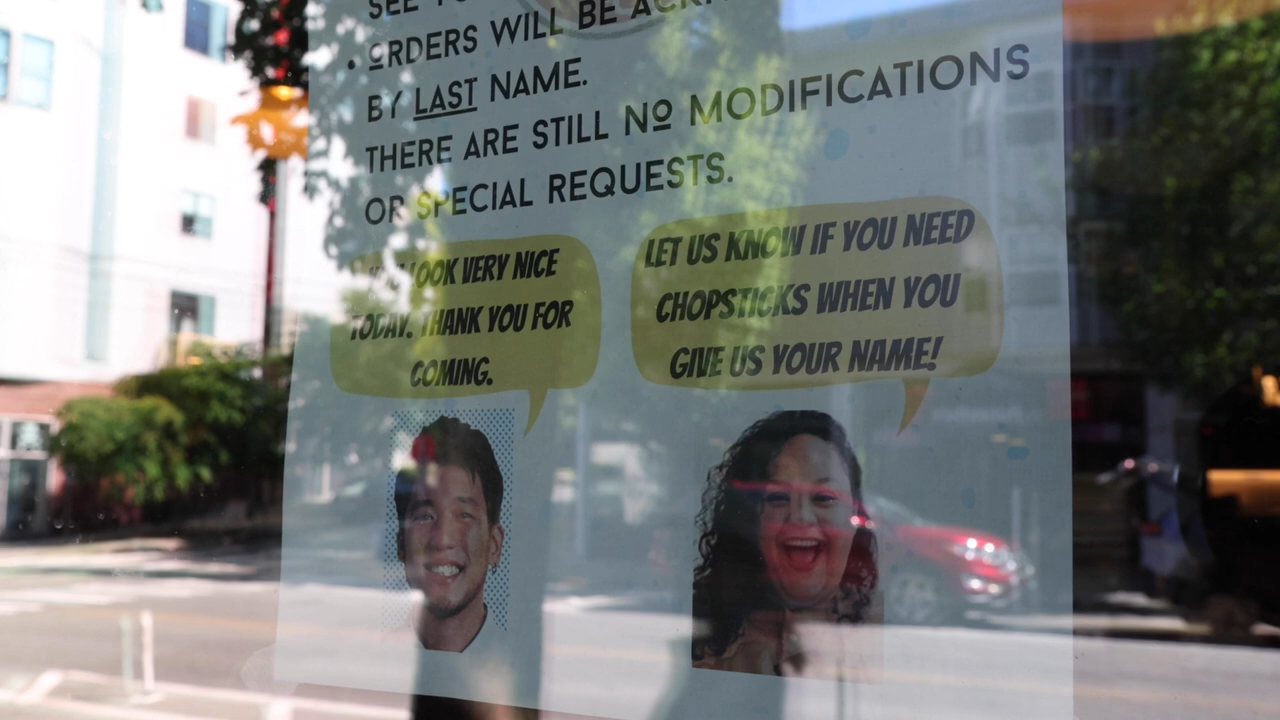 SEE
• ORDERS WILL BE
BY LAST NAME.
THERE ARE STILL NO MODIFICATIONS
OR SPECIAL REQUESTS.
LOOK VERY NICE
TODAY. THANK YOU FOR
COMING.
LET US KNOW IF YOU NEED
CHOPSTICKS WHEN YOU
GIVE US YOUR NAME!